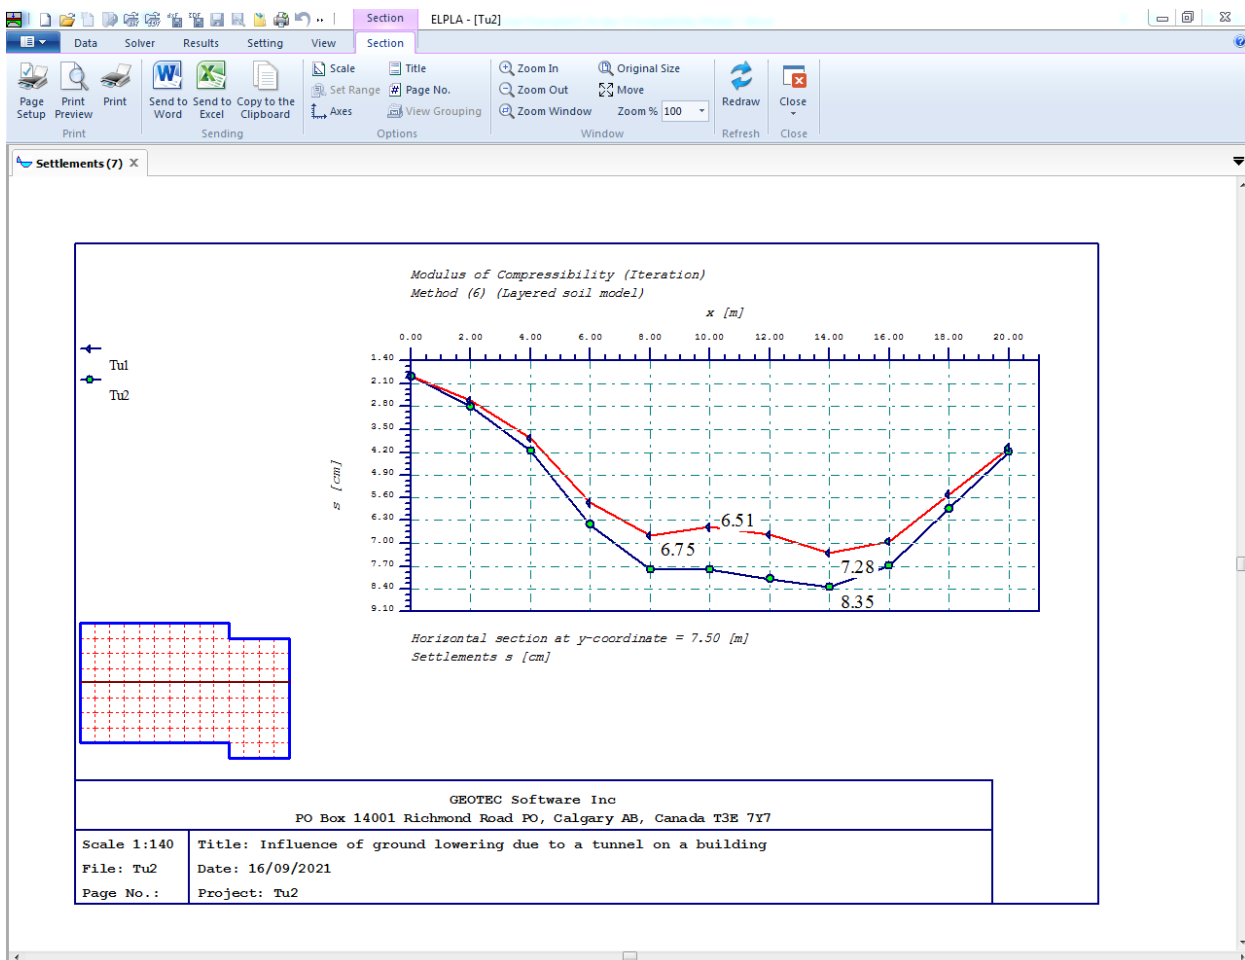 Section
ELPLA - [Tu2]
Data Solver Results Setting View Section
Page Setup
Print Preview
Print
Print
Send to Word
Send to Excel
Copy to the Clipboard
Sending
Scale
Set Range
Axes
Title
Page No.
View Grouping
Options
Zoom In
Zoom Out
Zoom Window
Original Size
Move
Zoom % 100
Window
Redraw
Refresh
Close
Close
Settlements (7) X
Modulus of Compressibility (Iteration)
Method (6) (Layered soil model)
x [m]
0.00 2.00 4.00 6.00 8.00 10.00 12.00 14.00 16.00 18.00 20.00
Tu1
Tu2
s [cm]
1.40
2.10
2.80
3.50
4.20
4.90
5.60
6.30
7.00
7.70
8.40
9.10
6.51
6.75
7.28
8.35
Horizontal section at y-coordinate = 7.50 [m]
Settlements s [cm]
GEOTEC Software Inc
PO Box 14001 Richmond Road PO, Calgary AB, Canada T3E 7Y7
Scale 1:140
Title: Influence of ground lowering due to a tunnel on a building
File: Tu2
Date: 16/09/2021
Page No.:
Project: Tu2